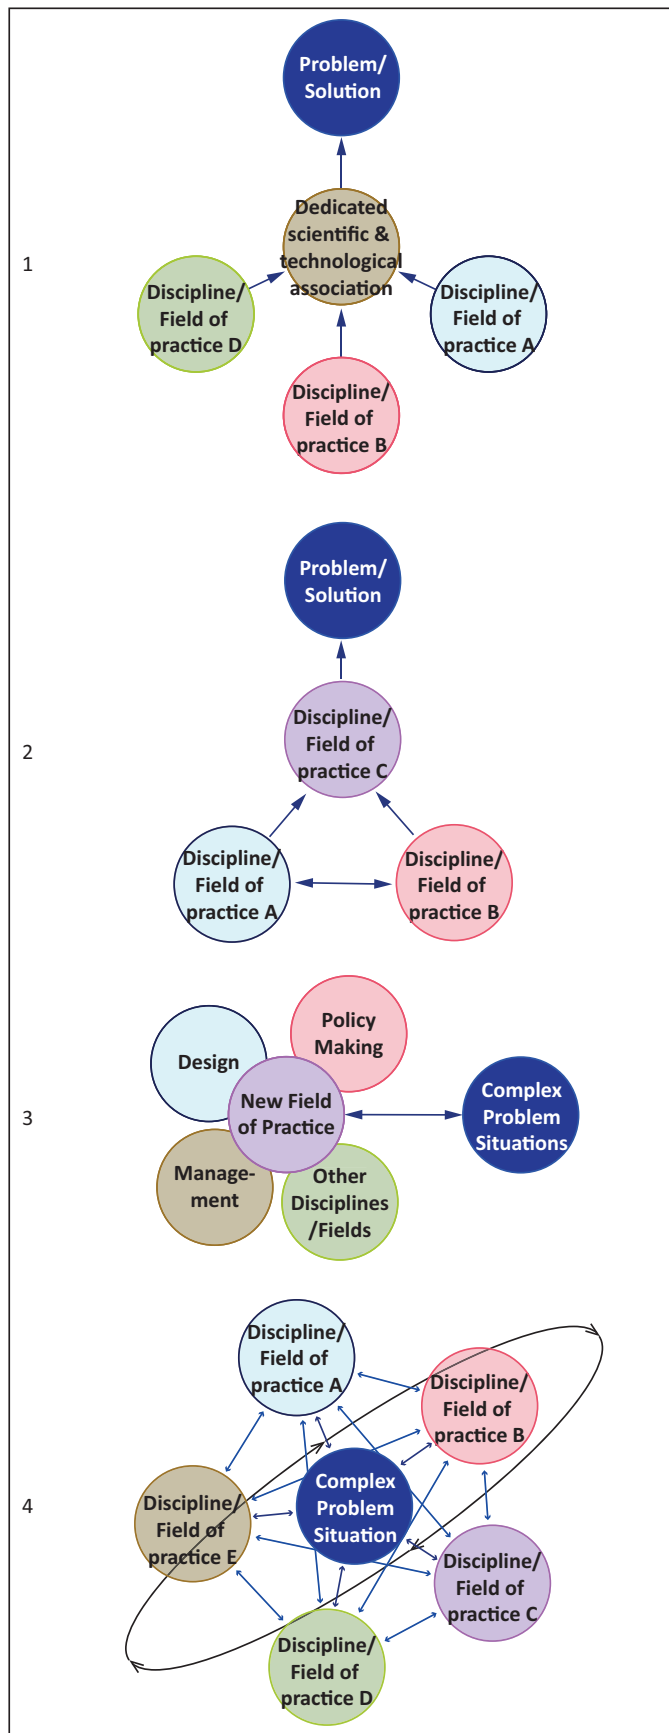 Problem/
Solution
Dedicated
scientific &
technological
association
1
Discipline/
Field of
practice D
Discipline/
Field of
practice A
Discipline/
Field of
practice B
Problem/
Solution
2
Discipline/
Field of
practice C
Discipline/
Field of
practice A
Discipline/
Field of
practice B
3
Policy
Making
Design
New Field
of Practice
Complex
Problem
Situations
Manage-
ment
Other
Disciplines
/Fields
4
Discipline/
Field of
practice A
Discipline/
Field of
practice B
Complex
Problem
Situation
Discipline/
Field of
practice E
Discipline/
Field of
practice C
Discipline/
Field of
practice D